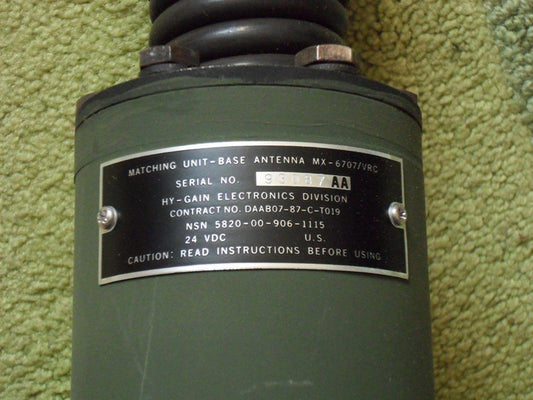 MATCHING UNIT-BASE ANTENNA MX-6707/VRC
SERIAL NO. 93087AA
HY-GAIN ELECTRONICS DIVISION
CONTRACT NO. DAAB07-87-C-T019
NSN 5820-00-906-1115
24 VDC U.S.
CAUTION: READ INSTRUCTIONS BEFORE USING